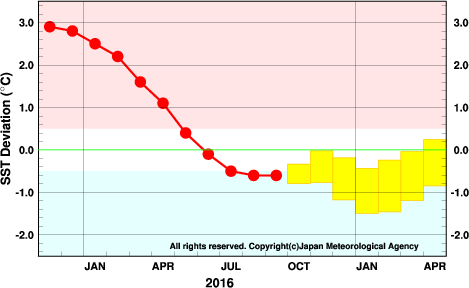 3.0 3.0
2.0 2.0
1.0 1.0
0.0 0.0
-1.0 -1.0
-2.0 -2.0
SST Deviation (°C)
All rights reserved. Copyright(c)Japan Meteorological Agency
JAN APR JUL OCT JAN APR
2016